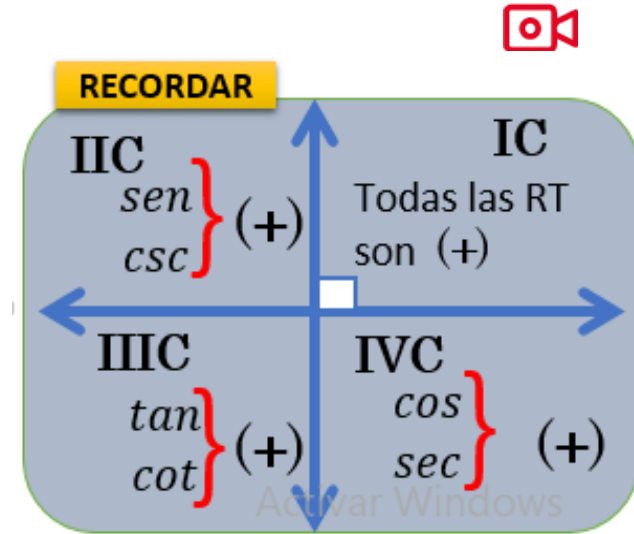 RECORDAR
IIC
sen
csc
(+)
IC
Todas las RT
son (+)
IIIC
tan
cot
(+)
IVC
cos
sec
(+)
Activar Windows